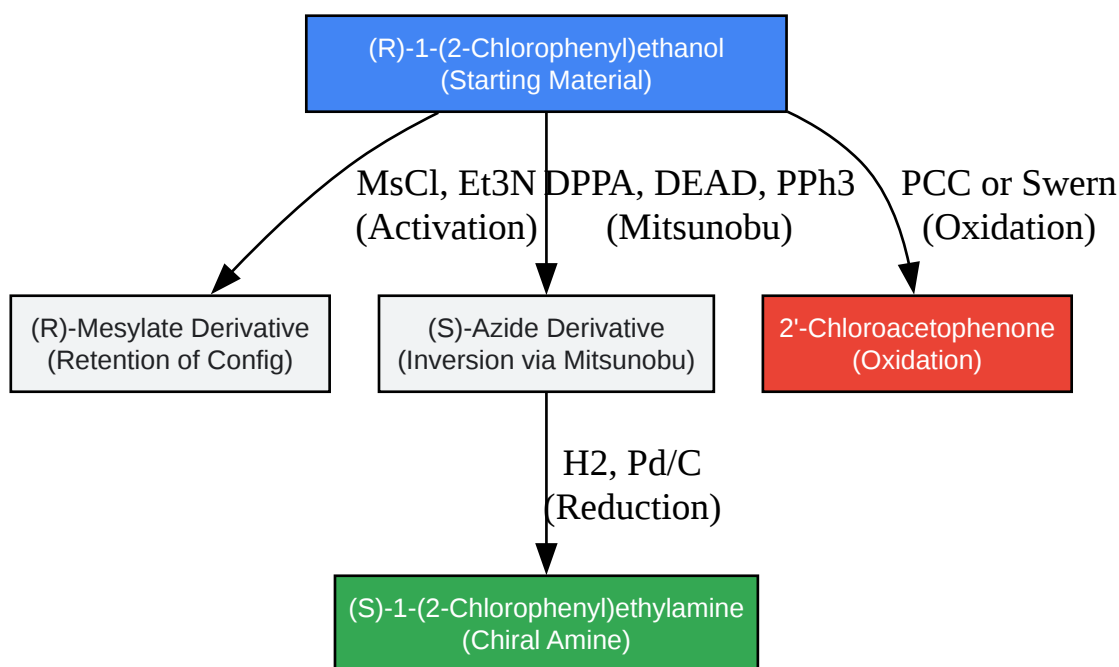 (R)-1-(2-Chlorophenyl)ethanol
(Starting Material)
MsCl, Et3N
(Activation)
DPPA, DEAD, PPh3
(Mitsunobu)
PCC or Swern
(Oxidation)
(R)-Mesylate Derivative
(Retention of Config)
(S)-Azide Derivative
(Inversion via Mitsunobu)
2'-Chloroacetophenone
(Oxidation)
H2, Pd/C
(Reduction)
(S)-1-(2-Chlorophenyl)ethylamine
(Chiral Amine)